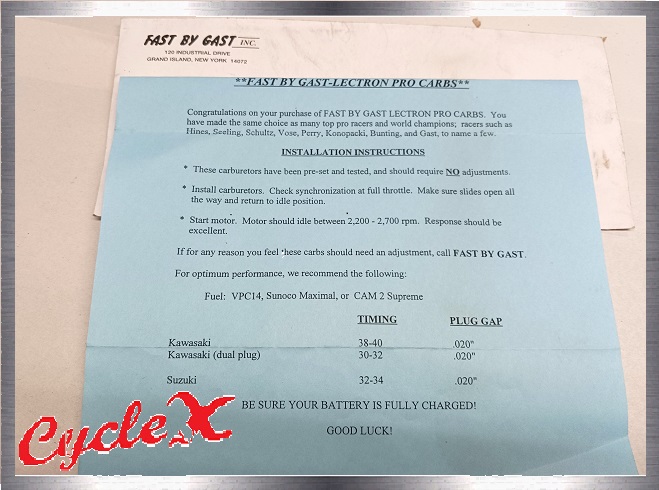 FAST BY GAST INC.
120 INDUSTRIAL DRIVE
GRAND ISLAND, NEW YORK 14072
**FAST BY GAST-LECTRON PRO CARBS**
Congratulations on your purchase of FAST BY GAST LECTRON PRO CARBS. You
have made the same choice as many top pro racers and world champions; racers such as
Hines, Seeling, Schultz, Vose, Perry, Konopacki, Bunting, and Gast, to name a few.
INSTALLATION INSTRUCTIONS
* These carburetors have been pre-set and tested, and should require NO adjustments.
* Install carburetors. Check synchronization at full throttle. Make sure slides open all
the way and return to idle position.
* Start motor. Motor should idle between 2,200 - 2,700 rpm. Response should be
excellent.
If for any reason you feel these carbs should need an adjustment, call FAST BY GAST.
For optimum performance, we recommend the following:
Fuel: VPC14, Sunoco Maximal, or CAM 2 Supreme
TIMING PLUG GAP
Kawasaki 38-40 .020"
Kawasaki (dual plug) 30-32 .020"
Suzuki 32-34 .020"
BE SURE YOUR BATTERY IS FULLY CHARGED!
GOOD LUCK!
CycleX